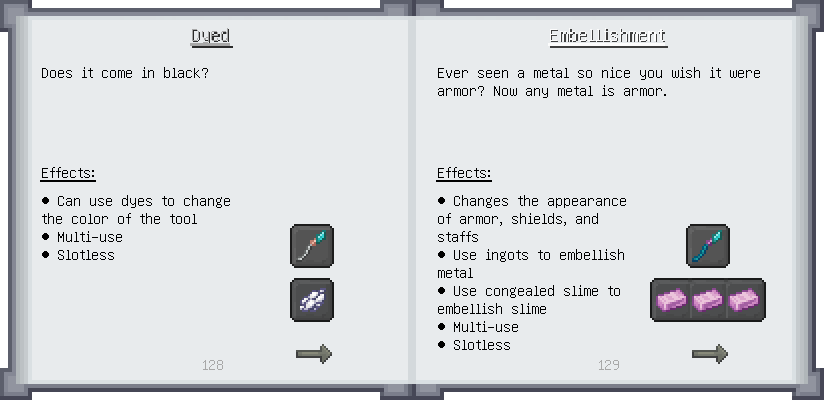 Dyed
Does it come in black?
Effects:
● Can use dyes to change
the color of the tool
● Multi-use
● Slotless
128
Embellishment
Ever seen a metal so nice you wish it were
armor? Now any metal is armor.
Effects:
● Changes the appearance
of armor, shields, and
staffs
● Use ingots to embellish
metal
● Use congealed slime to
embellish slime
● Multi-use
● Slotless
129